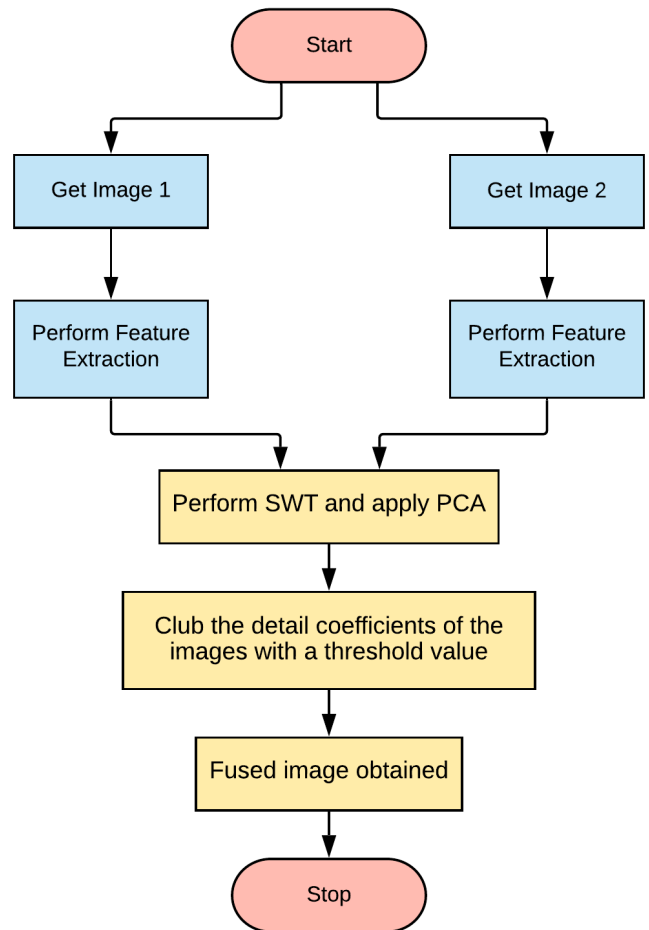 Start
Get Image 1
Get Image 2
Perform Feature
Extraction
Perform Feature
Extraction
Perform SWT and apply PCA
Club the detail coefficients of the
images with a threshold value
Fused image obtained
Stop